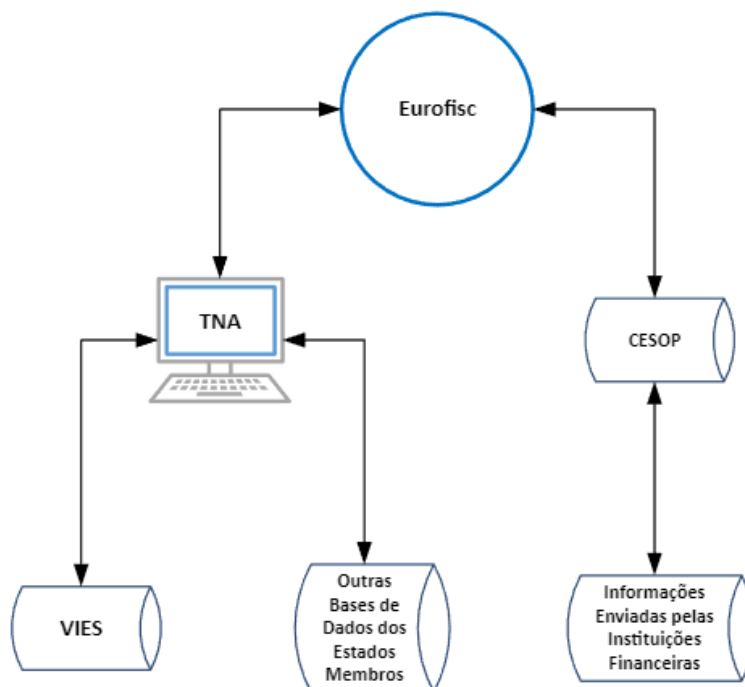 Eurofisc
TNA
CESOP
VIES
Outras
Bases de
Dados dos
Estados
Membros
Informações
Enviadas pelas
Instituições
Financeiras